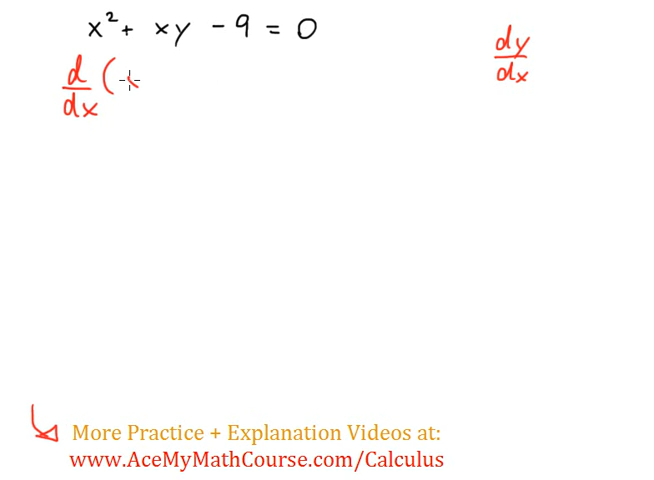 x² + xy - 9 = 0
d/dx (x
dy/dx
More Practice + Explanation Videos at:
www.AceMyMathCourse.com/Calculus